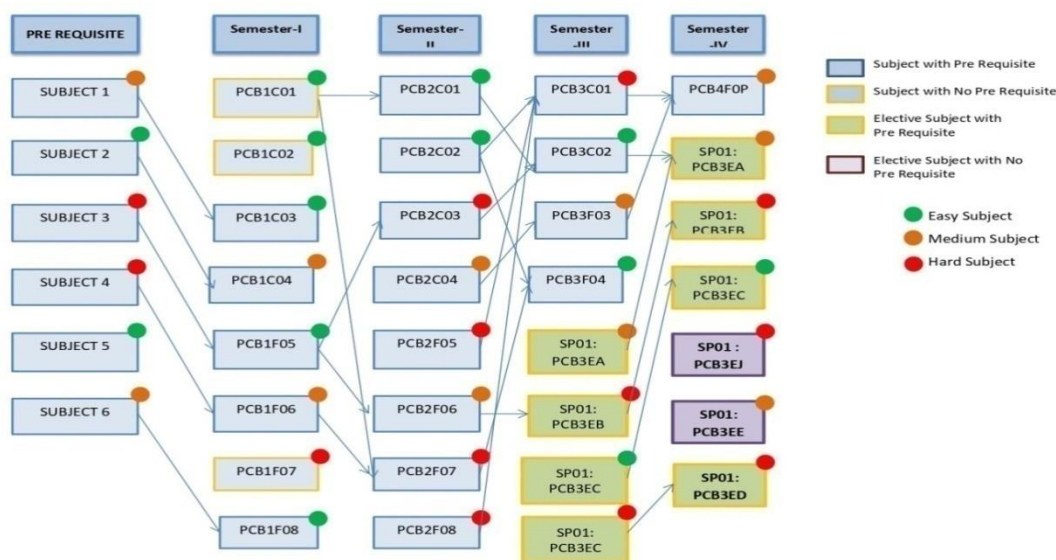 PRE REQUISITE
Semester-I
Semester-
II
Semester
-III
Semester
-IV
SUBJECT 1
SUBJECT 2
SUBJECT 3
SUBJECT 4
SUBJECT 5
SUBJECT 6
PCB1C01
PCB1C02
PCB1C03
PCB1C04
PCB1F05
PCB1F06
PCB1F07
PCB1F08
PCB2C01
PCB2C02
PCB2C03
PCB2C04
PCB2F05
PCB2F06
PCB2F07
PCB2F08
PCB3C01
PCB3C02
PCB3F03
PCB3F04
SP01:
PCB3EA
SP01:
PCB3EB
SP01:
PCB3EC
SP01:
PCB3EC
PCB4F0P
SP01:
PCB3EA
SP01:
PCB3EB
SP01:
PCB3EC
SP01 :
PCB3EJ
SP01:
PCB3EE
SP01:
PCB3ED
Subject with Pre Requisite
Subject with No Pre Requisite
Elective Subject with
Pre Requisite
Elective Subject with No
Pre Requisite
Easy Subject
Medium Subject
Hard Subject